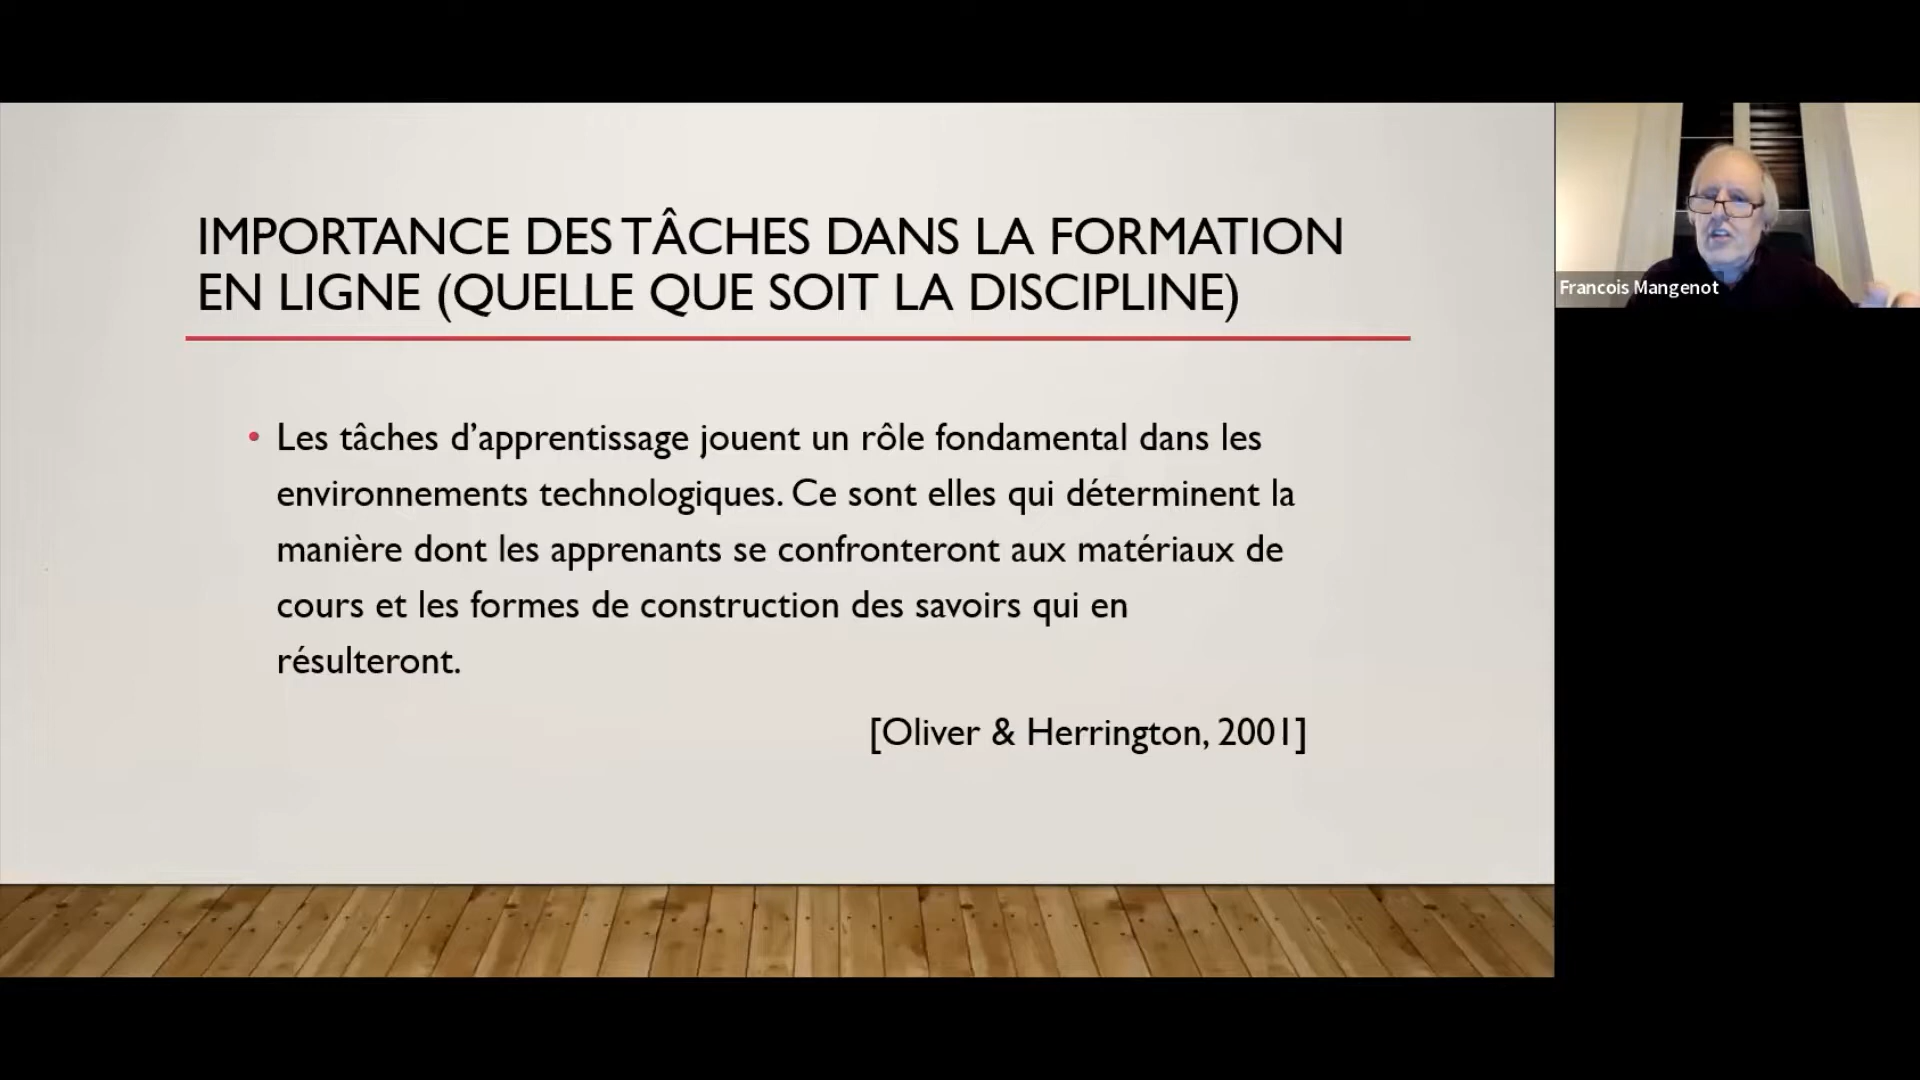 IMPORTANCE DES TÂCHES DANS LA FORMATION
EN LIGNE (QUELLE QUE SOIT LA DISCIPLINE)
• Les tâches d’apprentissage jouent un rôle fondamental dans les
environnements technologiques. Ce sont elles qui déterminent la
manière dont les apprenants se confronteront aux matériaux de
cours et les formes de construction des savoirs qui en
résulteront.
[Oliver & Herrington, 2001]
Francois Mangenot